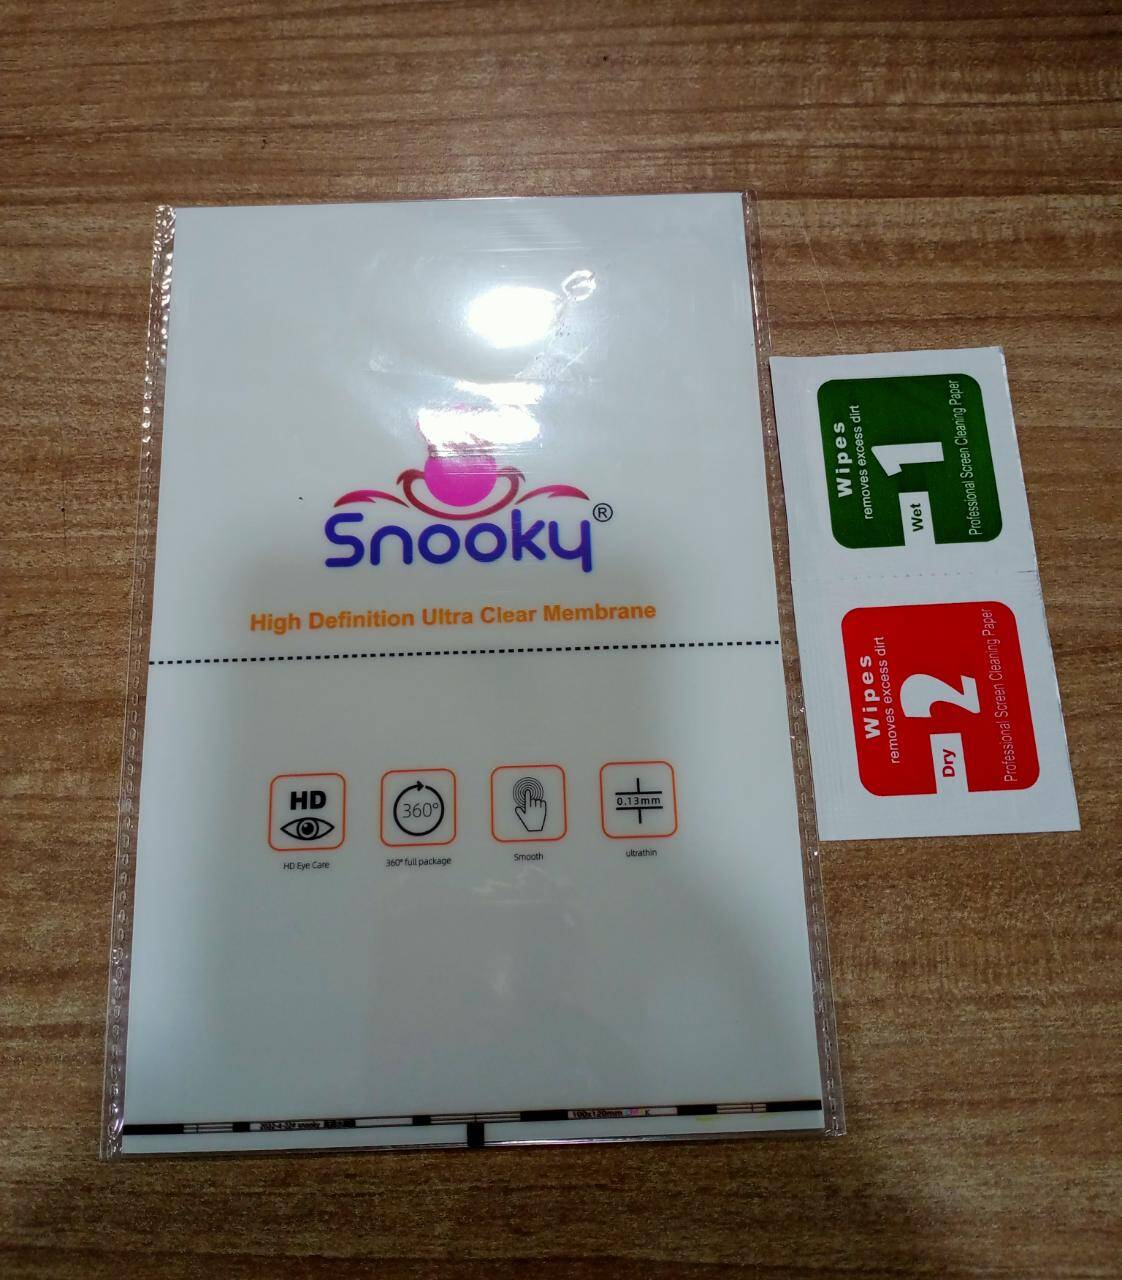 Snooky®
High Definition Ultra Clear Membrane
HD
HD Eye Care
360°
360° full package
Smooth
0.13mm
ultrathin
snooky
180x120mm
K
Wipes
removes excess dirt
Wet
1
Professional Screen Cleaning Paper
Wipes
removes excess dirt
Dry
2
Professional Screen Cleaning Paper